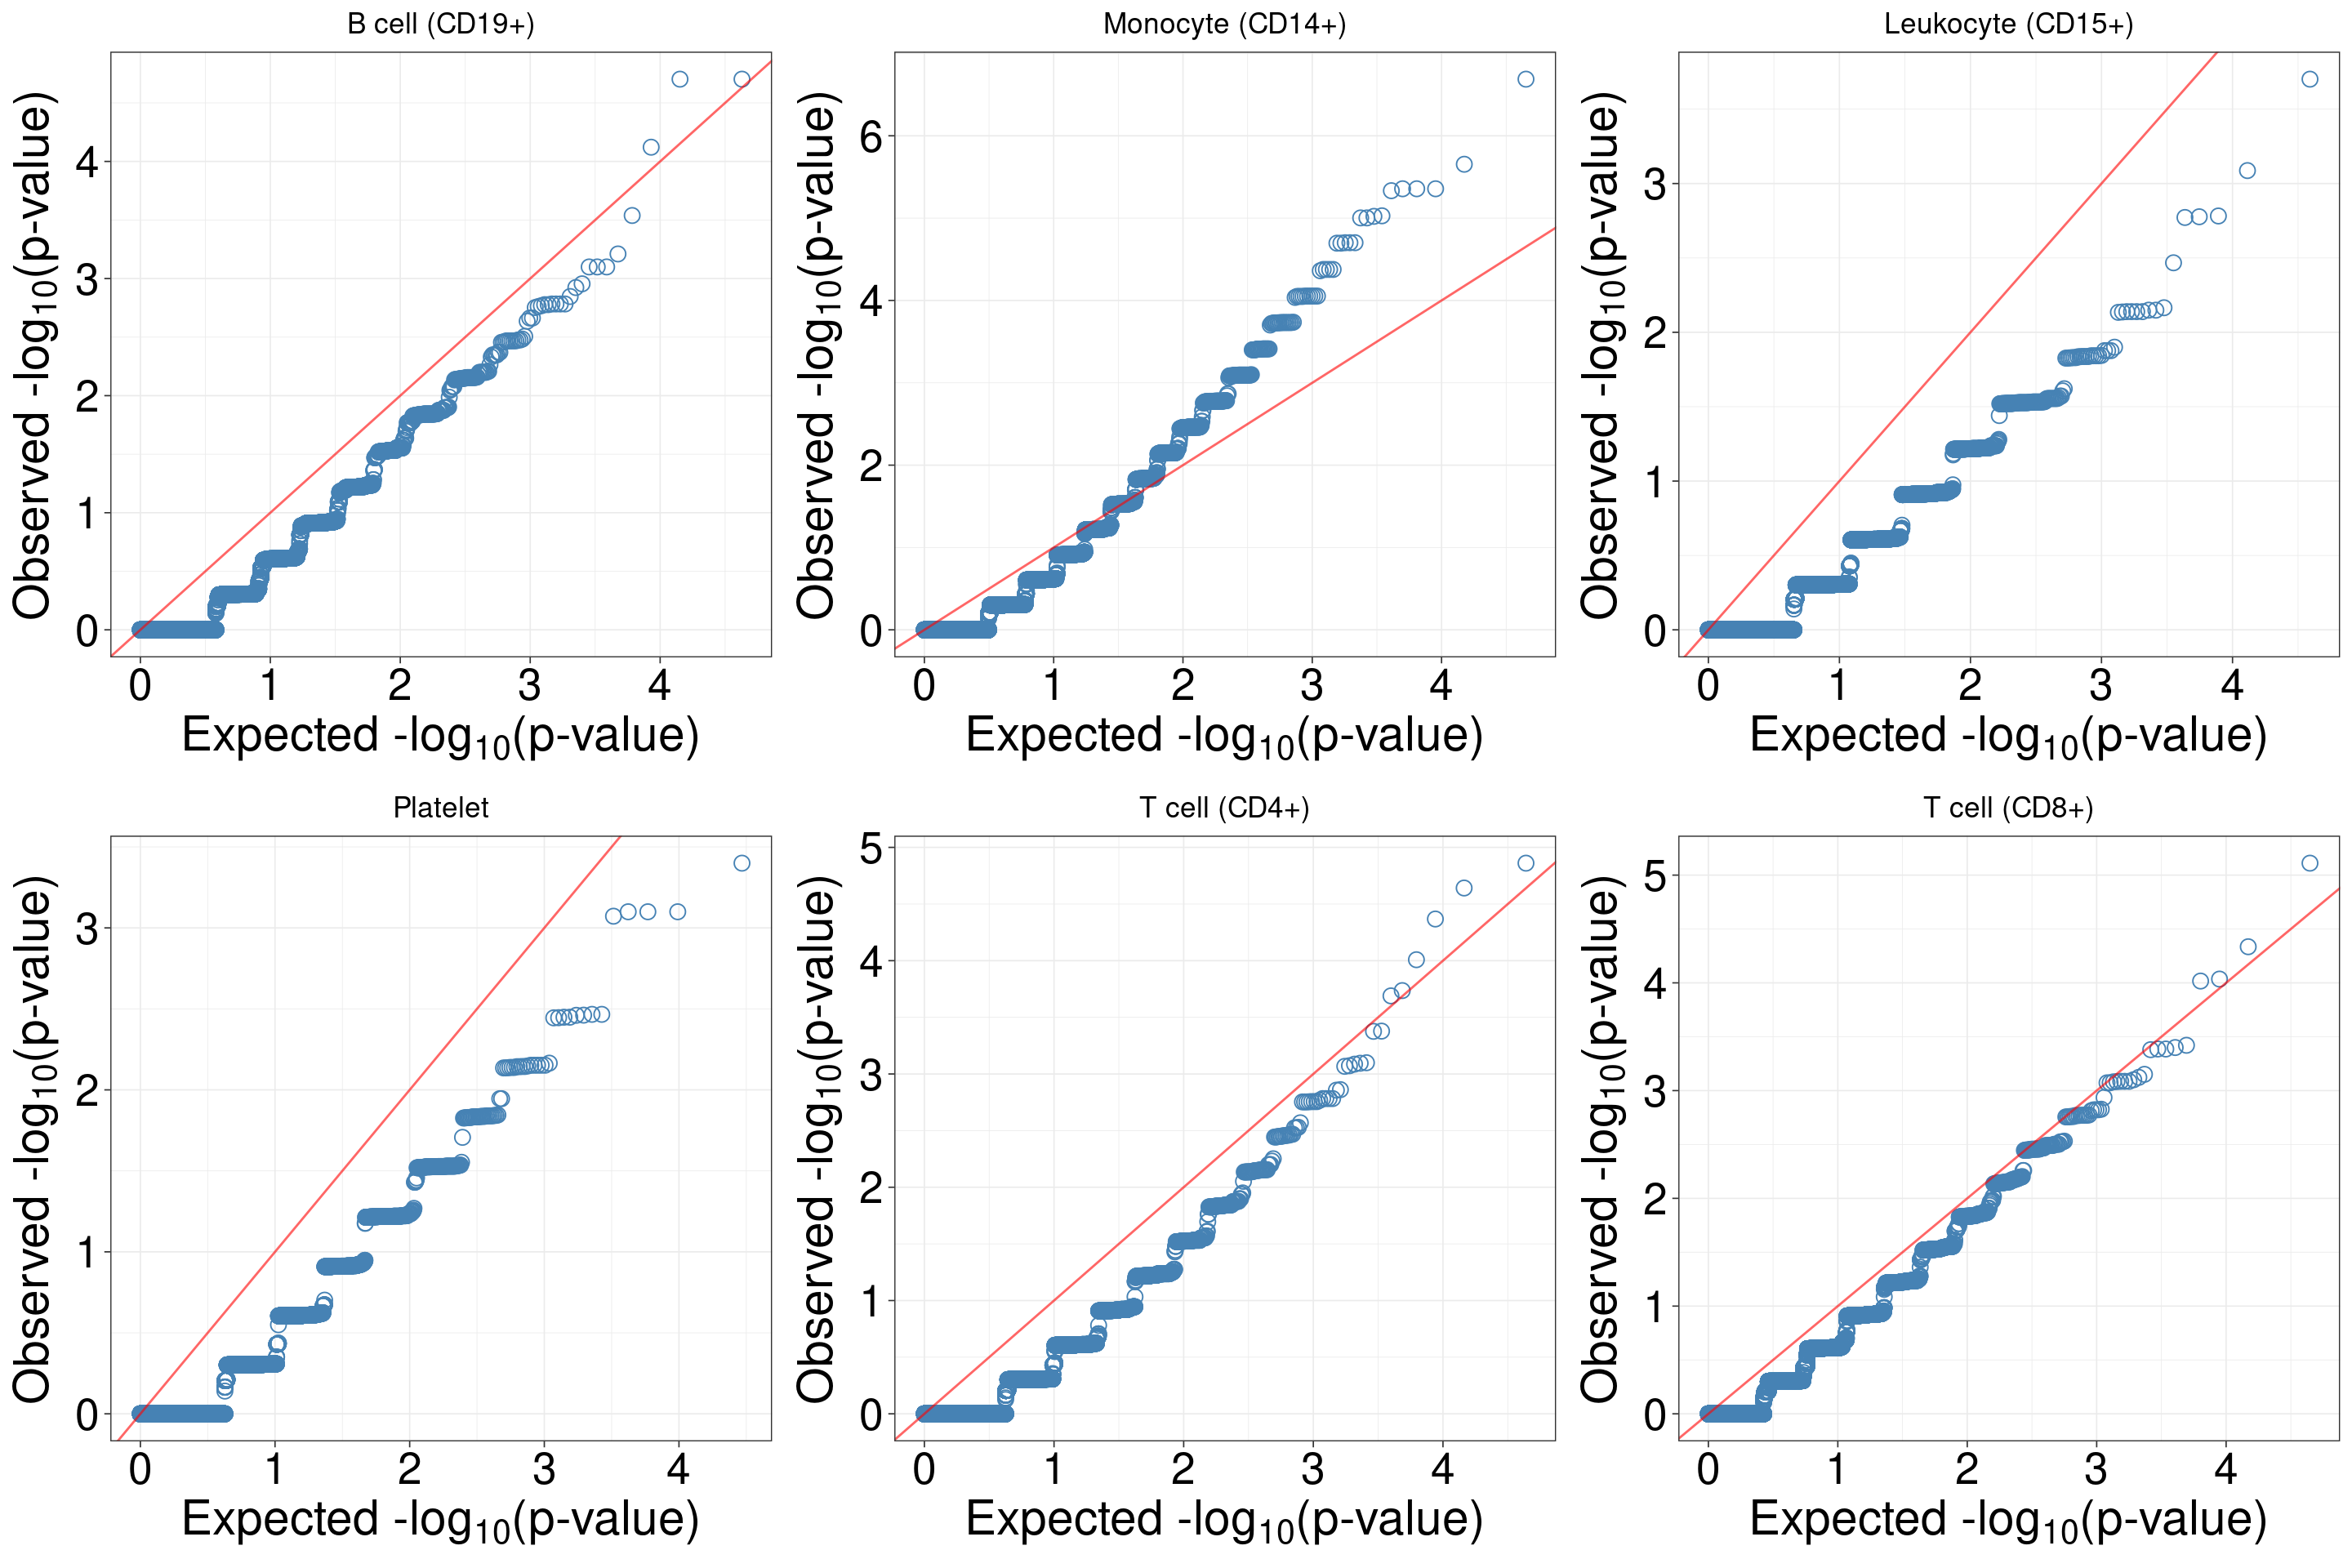 B cell (CD19+)
Observed -log10(p-value)
4
3
2
1
0
0 1 2 3 4
Expected -log10(p-value)
Monocyte (CD14+)
Observed -log10(p-value)
6
4
2
0
0 1 2 3 4
Expected -log10(p-value)
Leukocyte (CD15+)
Observed -log10(p-value)
3
2
1
0
0 1 2 3 4
Expected -log10(p-value)
Platelet
Observed -log10(p-value)
3
2
1
0
0 1 2 3 4
Expected -log10(p-value)
T cell (CD4+)
Observed -log10(p-value)
5
4
3
2
1
0
0 1 2 3 4
Expected -log10(p-value)
T cell (CD8+)
Observed -log10(p-value)
5
4
3
2
1
0
0 1 2 3 4
Expected -log10(p-value)